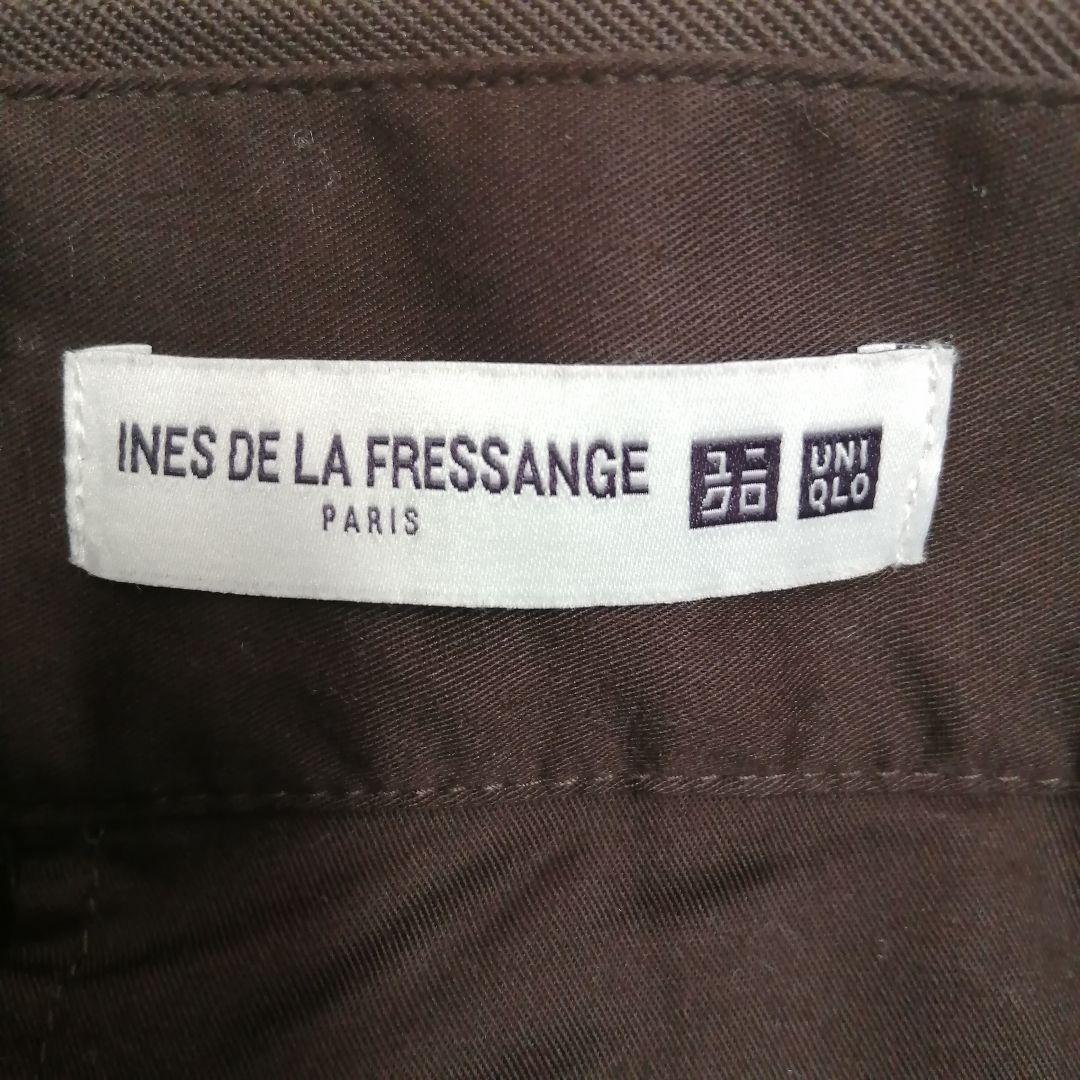 INES DE LA FRESSANGE
PARIS
ユニ
クロ
UNI
QLO